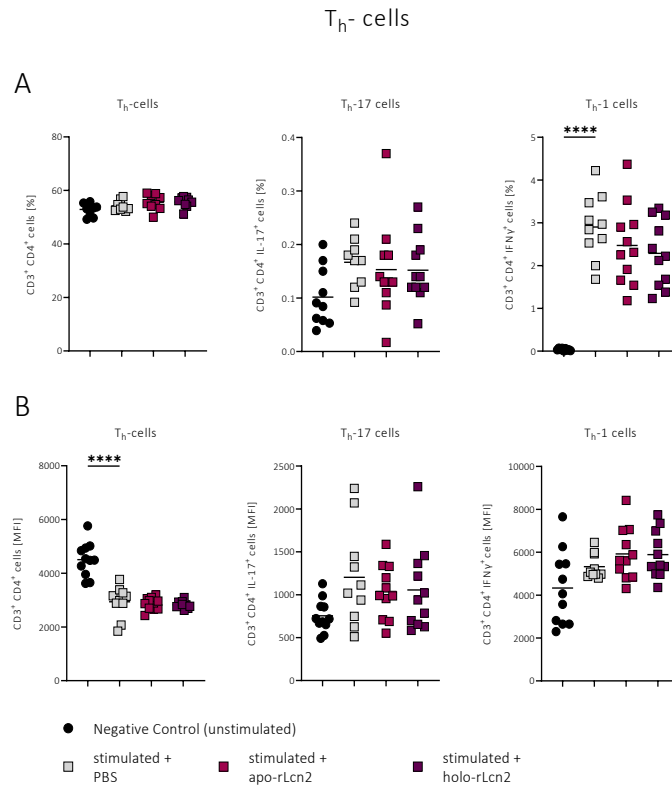 Tₕ- cells
A
Tₕ-cells
Tₕ-17 cells
Tₕ-1 cells
CD3⁺ CD4⁺ cells [%]
80
60
40
20
0
CD3⁺ CD4⁺ IL-17⁺ cells [%]
0.4
0.3
0.2
0.1
0.0
CD3⁺ CD4⁺ IFNγ⁺ cells [%]
5
4
3
2
1
0
****
B
Tₕ-cells
Tₕ-17 cells
Tₕ-1 cells
CD3⁺ CD4⁺ cells [MFI]
8000
6000
4000
2000
0
****
CD3⁺ CD4⁺ IL-17⁺ cells [MFI]
2500
2000
1500
1000
500
0
CD3⁺ CD4⁺ IFNγ⁺ cells [MFI]
10000
8000
6000
4000
2000
0
Negative Control (unstimulated)
stimulated +
PBS
stimulated +
apo-rLcn2
stimulated +
holo-rLcn2